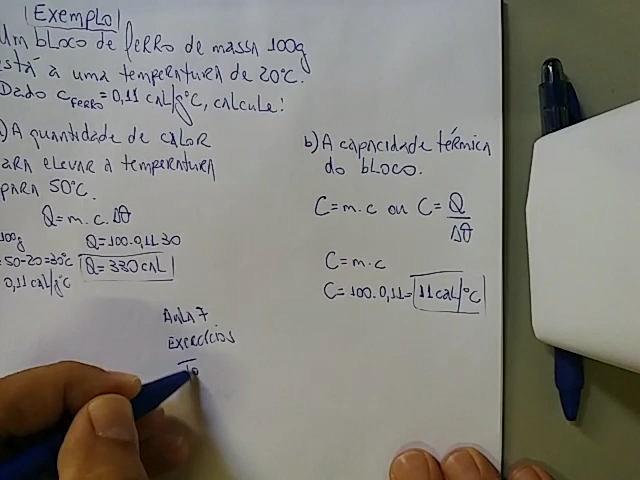 Exemplo
Um bloco de ferro de massa 100g
está à uma temperatura de 20°C.
Dado c_ferro = 0,11 cal/g°C, calcule:
) A quantidade de calor
para elevar à temperatura
para 50°C.
Q = m.c.Δθ
100g
Q = 100.0,11.30
= 50-20 = 30°C
Q = 330 cal
0,11 cal/g°C
b) A capacidade térmica
do bloco.
C = m.c ou C = Q/Δθ
C = m.c
C = 100.0,11 = 11 cal/°C
Aula 7
Exercícios